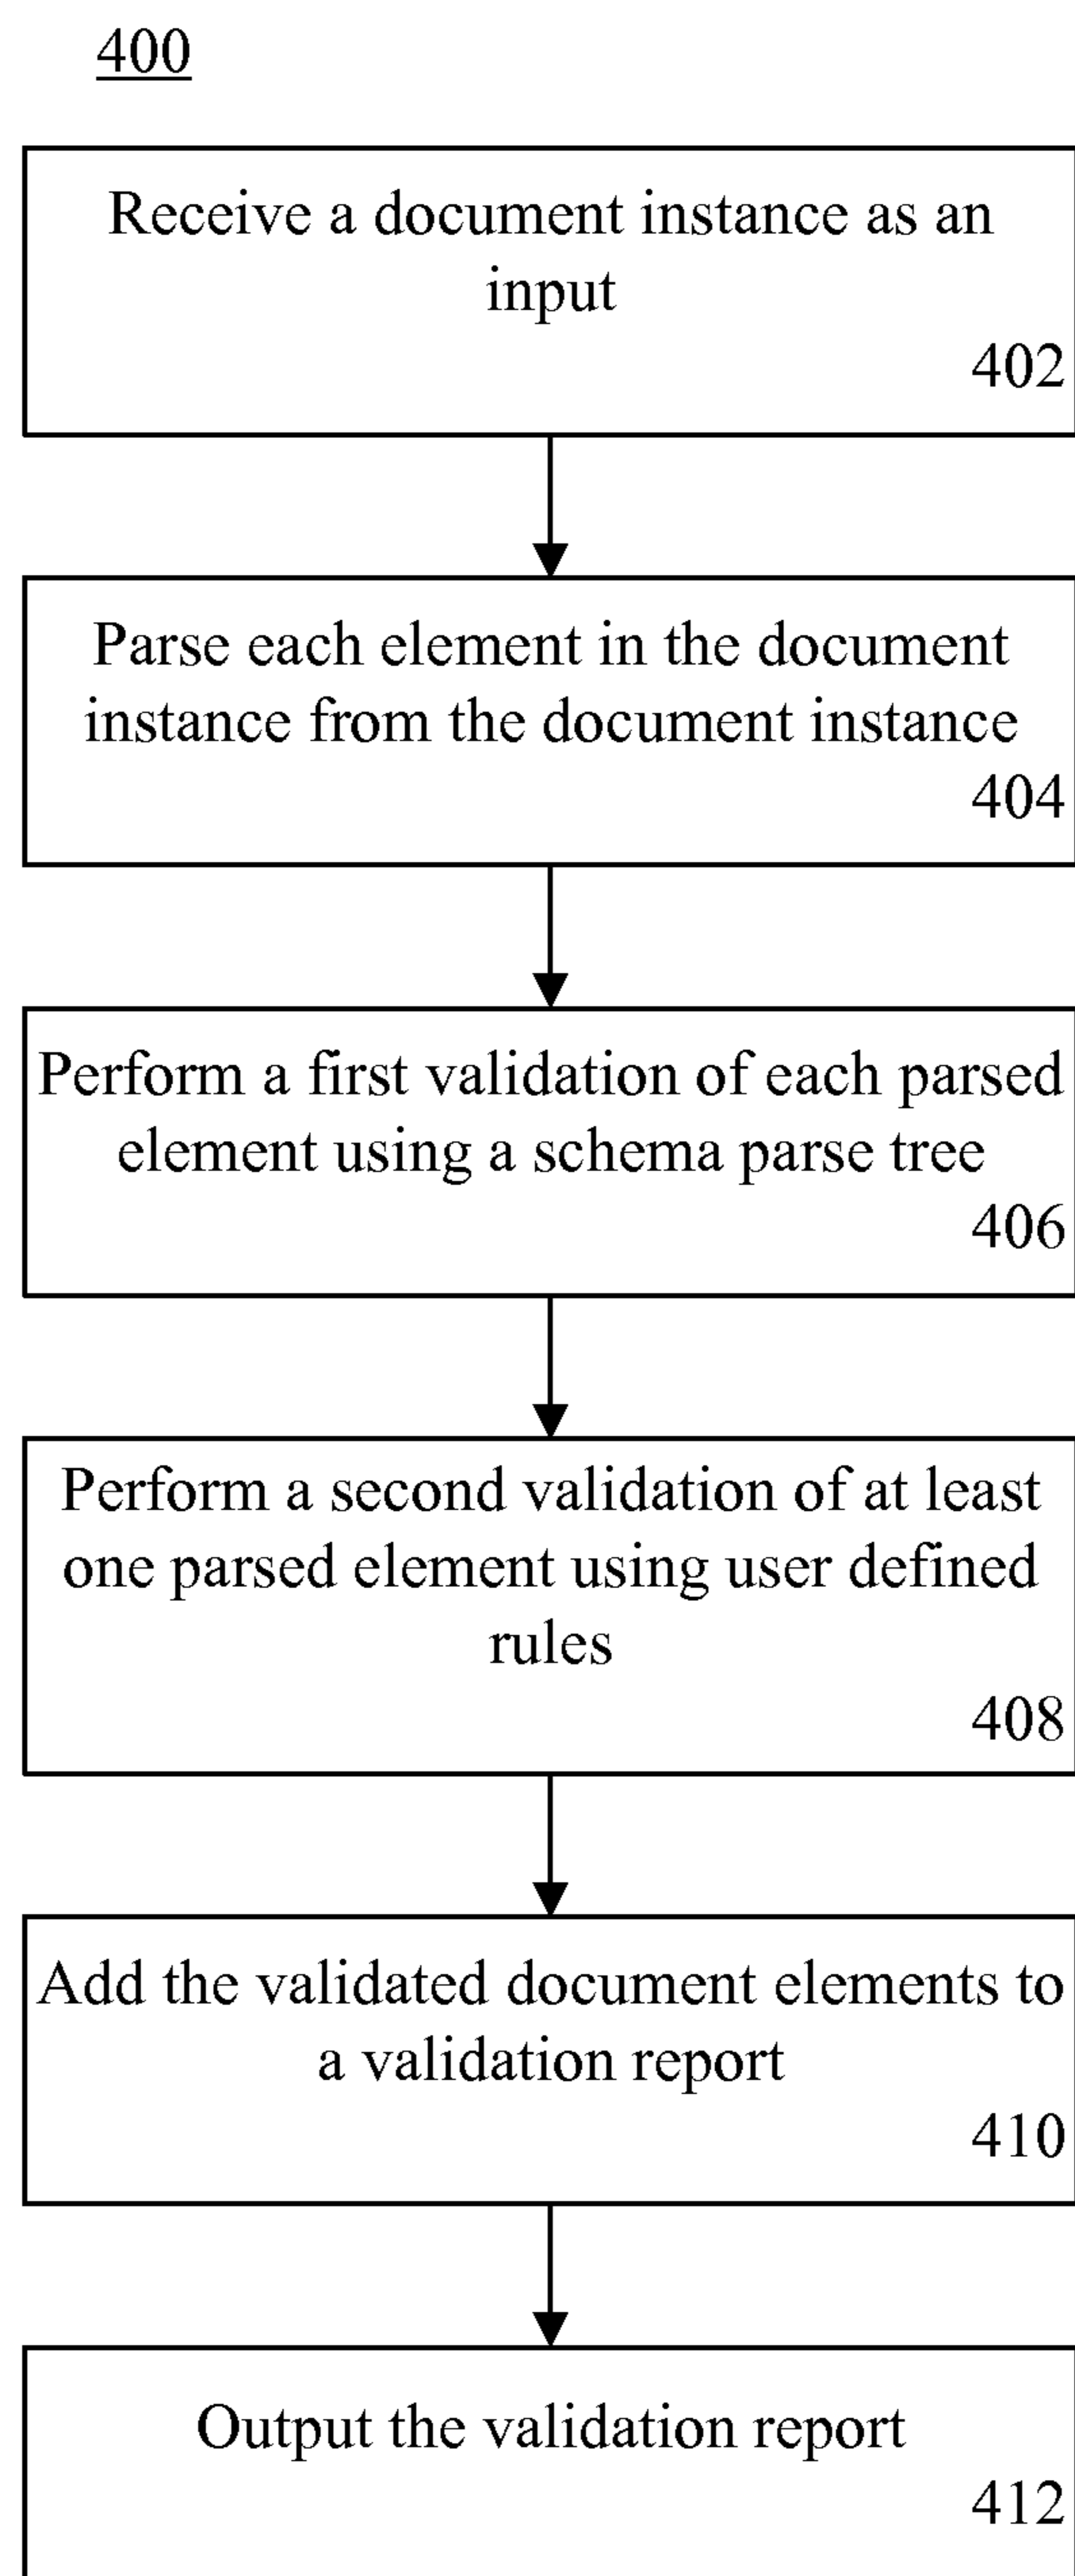 400
Receive a document instance as an
input
402
Parse each element in the document
instance from the document instance
404
Perform a first validation of each parsed
element using a schema parse tree
406
Perform a second validation of at least
one parsed element using user defined
rules
408
Add the validated document elements to
a validation report
410
Output the validation report
412